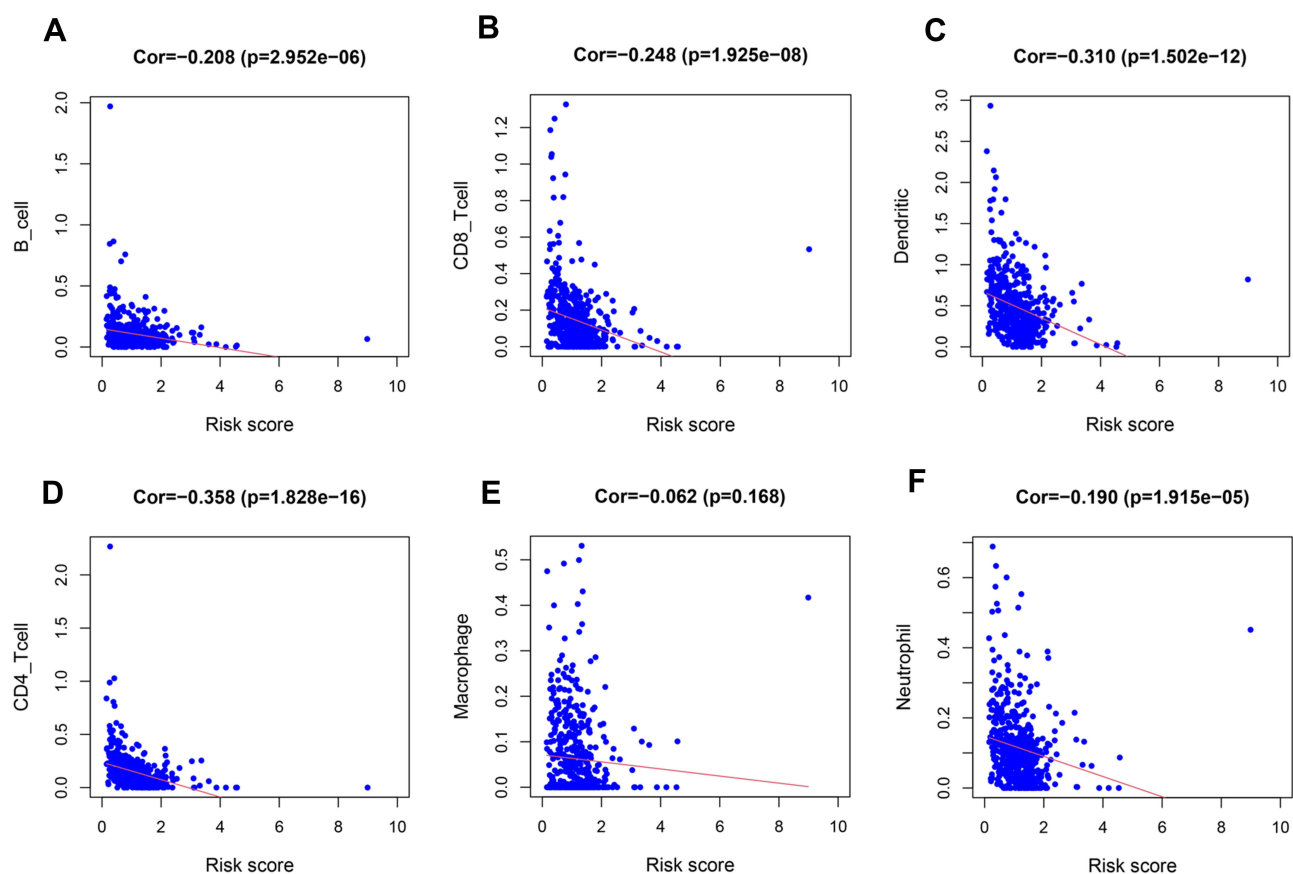 A
Cor=−0.208 (p=2.952e−06)
B_cell
2.0
1.5
1.0
0.5
0.0
0 2 4 6 8 10
Risk score
B
Cor=−0.248 (p=1.925e−08)
CD8_Tcell
1.2
1.0
0.8
0.6
0.4
0.2
0.0
0 2 4 6 8 10
Risk score
C
Cor=−0.310 (p=1.502e−12)
Dendritic
3.0
2.5
2.0
1.5
1.0
0.5
0.0
0 2 4 6 8 10
Risk score
D
Cor=−0.358 (p=1.828e−16)
CD4_Tcell
2.0
1.5
1.0
0.5
0.0
0 2 4 6 8 10
Risk score
E
Cor=−0.062 (p=0.168)
Macrophage
0.5
0.4
0.3
0.2
0.1
0.0
0 2 4 6 8 10
Risk score
F
Cor=−0.190 (p=1.915e−05)
Neutrophil
0.6
0.4
0.2
0.0
0 2 4 6 8 10
Risk score